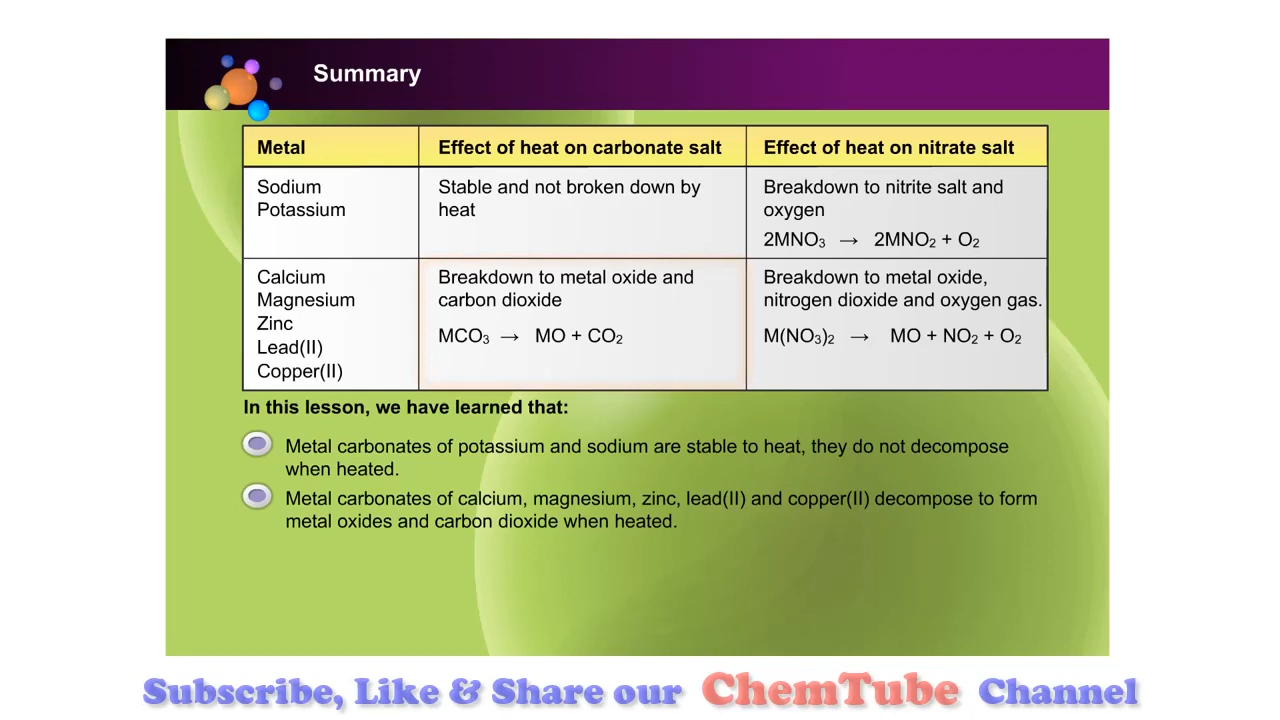 Summary
Metal
Effect of heat on carbonate salt
Effect of heat on nitrate salt
Sodium
Potassium
Stable and not broken down by
heat
Breakdown to nitrite salt and
oxygen
2MNO₃ → 2MNO₂ + O₂
Calcium
Magnesium
Zinc
Lead(II)
Copper(II)
Breakdown to metal oxide and
carbon dioxide
MCO₃ → MO + CO₂
Breakdown to metal oxide,
nitrogen dioxide and oxygen gas.
M(NO₃)₂ → MO + NO₂ + O₂
In this lesson, we have learned that:
Metal carbonates of potassium and sodium are stable to heat, they do not decompose
when heated.
Metal carbonates of calcium, magnesium, zinc, lead(II) and copper(II) decompose to form
metal oxides and carbon dioxide when heated.
Subscribe, Like & Share our ChemTube Channel